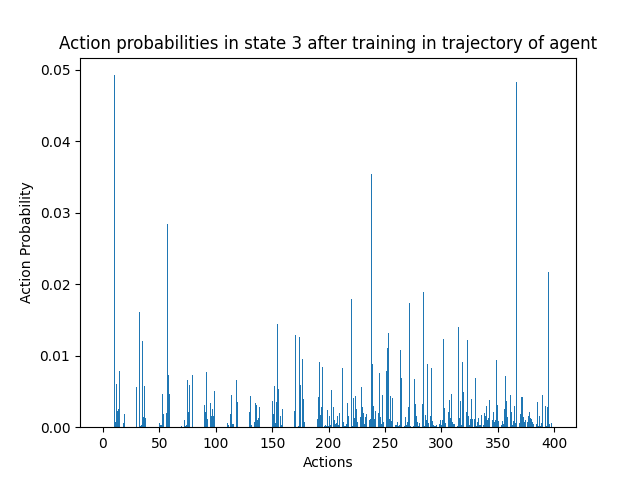 Action probabilities in state 3 after training in trajectory of agent
0.05
0.04
0.03
0.02
0.01
0.00
Action Probability
0 50 100 150 200 250 300 350 400
Actions